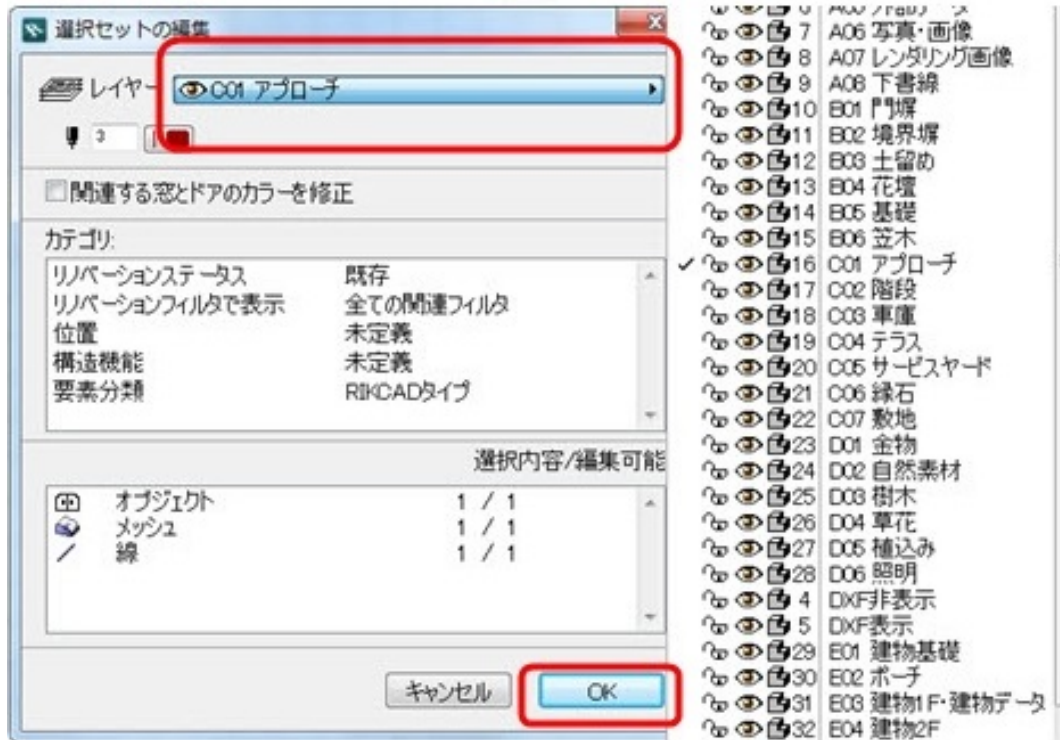 選択セットの編集
レイヤー
C01 アプローチ
3
関連する窓とドアのカラーを修正
カテゴリ:
リノベーションステータス 既存
リノベーションフィルタで表示 全ての関連フィルタ
位置 未定義
構造機能 未定義
要素分類 RIKCADタイプ
選択内容/編集可能
オブジェクト 1 / 1
メッシュ 1 / 1
線 1 / 1
キャンセル
OK
7 A06 写真・画像
8 A07 レンダリング画像
9 A08 下書線
10 B01 門塀
11 B02 境界塀
12 B03 土留め
13 B04 花壇
14 B05 基礎
15 B06 笠木
16 C01 アプローチ
17 C02 階段
18 C03 車庫
19 C04 テラス
20 C05 サービスヤード
21 C06 縁石
22 C07 敷地
23 D01 金物
24 D02 自然素材
25 D03 樹木
26 D04 草花
27 D05 植込み
28 D06 照明
4 DXF非表示
5 DXF表示
29 E01 建物基礎
30 E02 ポーチ
31 E03 建物1F・建物データ
32 E04 建物2F